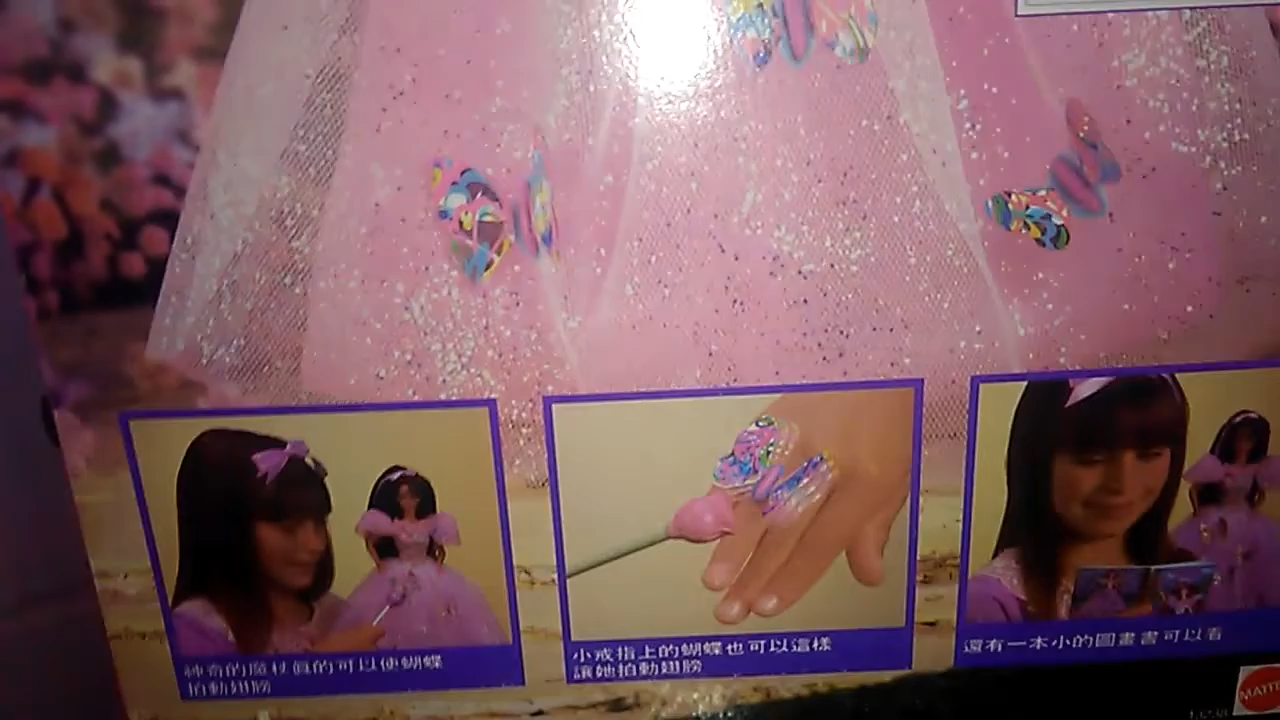 神奇的魔杖眞的可以使蝴蝶
拍動翅膀
小戒指上的蝴蝶也可以這樣
讓她拍動翅膀
還有一本小的圖畫書可以看